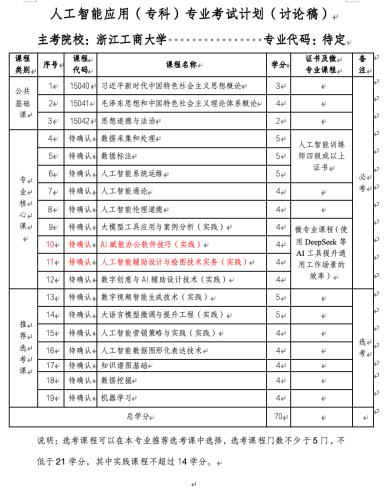 人工智能应用（专科）专业考试计划（讨论稿）
主考院校：浙江工商大学 专业代码：待定
课程类别 序号 课程代码 课程名称 学分 证书及微专业课程 备注
公共基础课
1 15040 习近平新时代中国特色社会主义思想概论 3
2 15041 毛泽东思想和中国特色社会主义理论体系概论 4
3 15042 思想道德与法治 2
专业核心课
4 待确认 数据采集和处理 5
5 待确认 数据标注 5
6 待确认 人工智能系统运维 5
人工智能训练师四级或以上证书
7 待确认 人工智能通论 4
8 待确认 人工智能伦理道德 4
9 待确认 大模型工具应用与案例分析（实践） 4
10 待确认 AI赋能办公软件技巧（实践） 4
11 待确认 人工智能辅助设计与绘图技术实务（实践） 4
12 待确认 数字创意与AI辅助设计技术（实践） 4
微专业课程（使用DeepSeek等AI工具提升通用工作场景的效率）
必考
推荐选考课
13 待确认 数字视频智能生成技术（实践） 5
14 待确认 大语言模型微调与提升工程（实践） 5
15 待确认 人工智能营销策略与实践（实践） 4
16 待确认 人工智能数据图形化表达技术 4
17 待确认 知识谱图基础 4
18 待确认 数据挖掘 4
19 待确认 机器学习 4
选考
总学分 70
说明：选考课程可以在本专业推荐选考课中选择，选考课程门数不少于5门，不
低于21学分，其中实践课程不超过14学分。